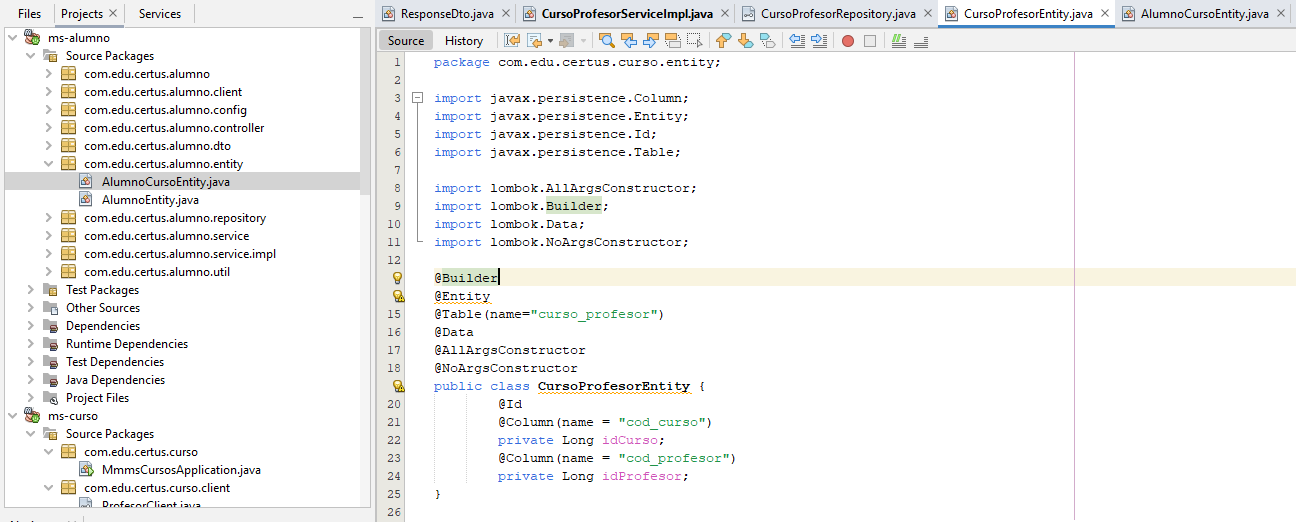 Files Projects Services
ms-alumno
Source Packages
com.edu.certus.alumno
com.edu.certus.alumno.client
com.edu.certus.alumno.config
com.edu.certus.alumno.controller
com.edu.certus.alumno.dto
com.edu.certus.alumno.entity
AlumnoCursoEntity.java
AlumnoEntity.java
com.edu.certus.alumno.repository
com.edu.certus.alumno.service
com.edu.certus.alumno.service.impl
com.edu.certus.alumno.util
Test Packages
Other Sources
Dependencies
Runtime Dependencies
Test Dependencies
Java Dependencies
Project Files
ms-curso
Source Packages
com.edu.certus.curso
MmmsCursosApplication.java
com.edu.certus.curso.client
ProfesorClient.java
ResponseDto.java CursoProfesorServiceImpl.java CursoProfesorRepository.java CursoProfesorEntity.java AlumnoCursoEntity.java
Source History
1 package com.edu.certus.curso.entity;
2
3 import javax.persistence.Column;
4 import javax.persistence.Entity;
5 import javax.persistence.Id;
6 import javax.persistence.Table;
7
8 import lombok.AllArgsConstructor;
9 import lombok.Builder;
10 import lombok.Data;
11 import lombok.NoArgsConstructor;
12
@Builder
@Entity
15 @Table(name="curso_profesor")
16 @Data
17 @AllArgsConstructor
18 @NoArgsConstructor
public class CursoProfesorEntity {
20 @Id
21 @Column(name = "cod_curso")
22 private Long idCurso;
23 @Column(name = "cod_profesor")
24 private Long idProfesor;
25 }
26